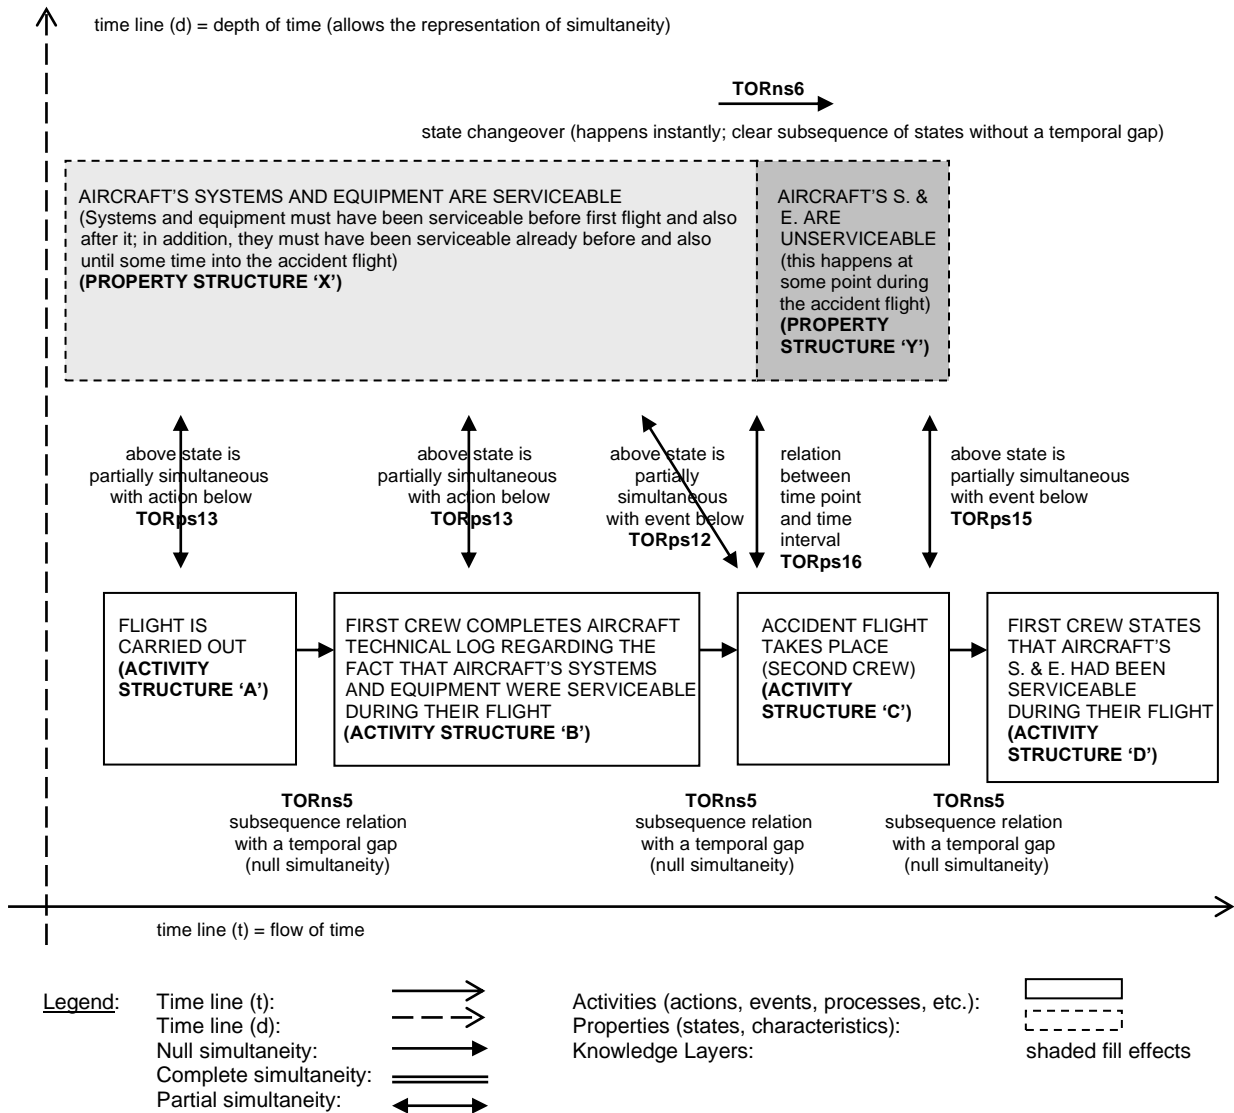 time line (d) = depth of time (allows the representation of simultaneity)
TORns6
state changeover (happens instantly; clear subsequence of states without a temporal gap)
AIRCRAFT'S SYSTEMS AND EQUIPMENT ARE SERVICEABLE
(Systems and equipment must have been serviceable before first flight and also
after it; in addition, they must have been serviceable already before and also
until some time into the accident flight)
(PROPERTY STRUCTURE ‘X’)
AIRCRAFT'S S. &
E. ARE
UNSERVICEABLE
(this happens at
some point during
the accident flight)
(PROPERTY
STRUCTURE ‘Y’)
above state is
partially simultaneous
with action below
TORps13
above state is
partially simultaneous
with action below
TORps13
above state is
partially
simultaneous
with event below
TORps12
relation
between
time point
and time
interval
TORps16
above state is
partially simultaneous
with event below
TORps15
FLIGHT IS
CARRIED OUT
(ACTIVITY
STRUCTURE ‘A’)
FIRST CREW COMPLETES AIRCRAFT
TECHNICAL LOG REGARDING THE
FACT THAT AIRCRAFT'S SYSTEMS
AND EQUIPMENT WERE SERVICEABLE
DURING THEIR FLIGHT
(ACTIVITY STRUCTURE ‘B’)
ACCIDENT FLIGHT
TAKES PLACE
(SECOND CREW)
(ACTIVITY
STRUCTURE ‘C’)
FIRST CREW STATES
THAT AIRCRAFT'S
S. & E. HAD BEEN
SERVICEABLE
DURING THEIR FLIGHT
(ACTIVITY
STRUCTURE ‘D’)
TORns5
subsequence relation
with a temporal gap
(null simultaneity)
TORns5
subsequence relation
with a temporal gap
(null simultaneity)
TORns5
subsequence relation
with a temporal gap
(null simultaneity)
time line (t) = flow of time
Legend:
Time line (t):
Time line (d):
Null simultaneity:
Complete simultaneity:
Partial simultaneity:
Activities (actions, events, processes, etc.):
Properties (states, characteristics):
Knowledge Layers: shaded fill effects